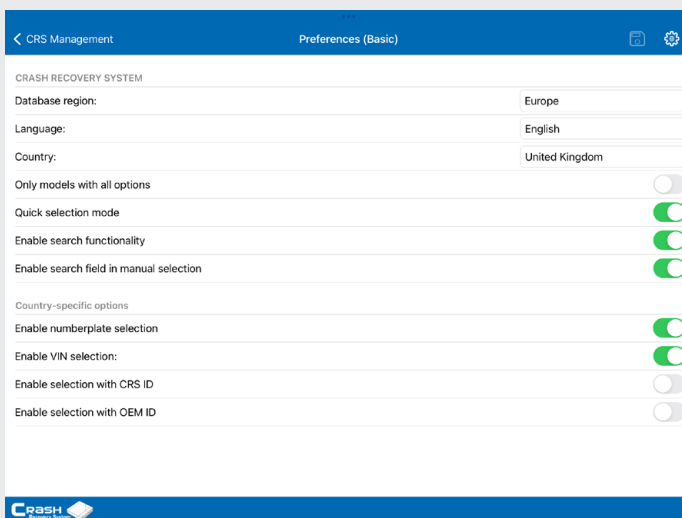 CRS Management
Preferences (Basic)
CRASH RECOVERY SYSTEM
Database region:
Europe
Language:
English
Country:
United Kingdom
Only models with all options
Quick selection mode
Enable search functionality
Enable search field in manual selection
Country-specific options
Enable numberplate selection
Enable VIN selection:
Enable selection with CRS ID
Enable selection with OEM ID
CRASH
Recovery System